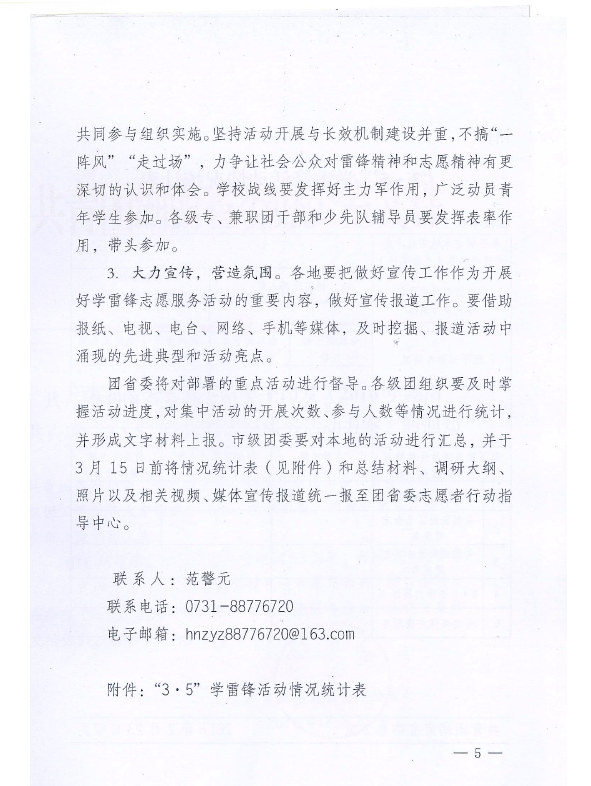 共同参与组织实施。坚持活动开展与长效机制建设并重,不搞“一
阵风”“走过场”,力争让社会公众对雷锋精神和志愿精神有更
深切的认识和体会。学校战线要发挥好主力军作用,广泛动员青
年学生参加。各级专、兼职团干部和少先队辅导员要发挥表率作
用,带头参加。
3. 大力宣传,营造氛围。各地要把做好宣传工作作为开展
好学雷锋志愿服务活动的重要内容,做好宣传报道工作。要借助
报纸、电视、电台、网络、手机等媒体,及时挖掘、报道活动中
涌现的先进典型和活动亮点。
团省委将对部署的重点活动进行督导。各级团组织要及时掌
握活动进度,对集中活动的开展次数、参与人数等情况进行统计,
并形成文字材料上报。市级团委要对本地的活动进行汇总,并于
3月15日前将情况统计表(见附件)和总结材料、调研大纲、
照片以及相关视频、媒体宣传报道统一报至团省委志愿者行动指
导中心。
联系人:范謦元
联系电话:0731-88776720
电子邮箱:hnzyz88776720@163.com
附件:“3·5”学雷锋活动情况统计表
— 5 —